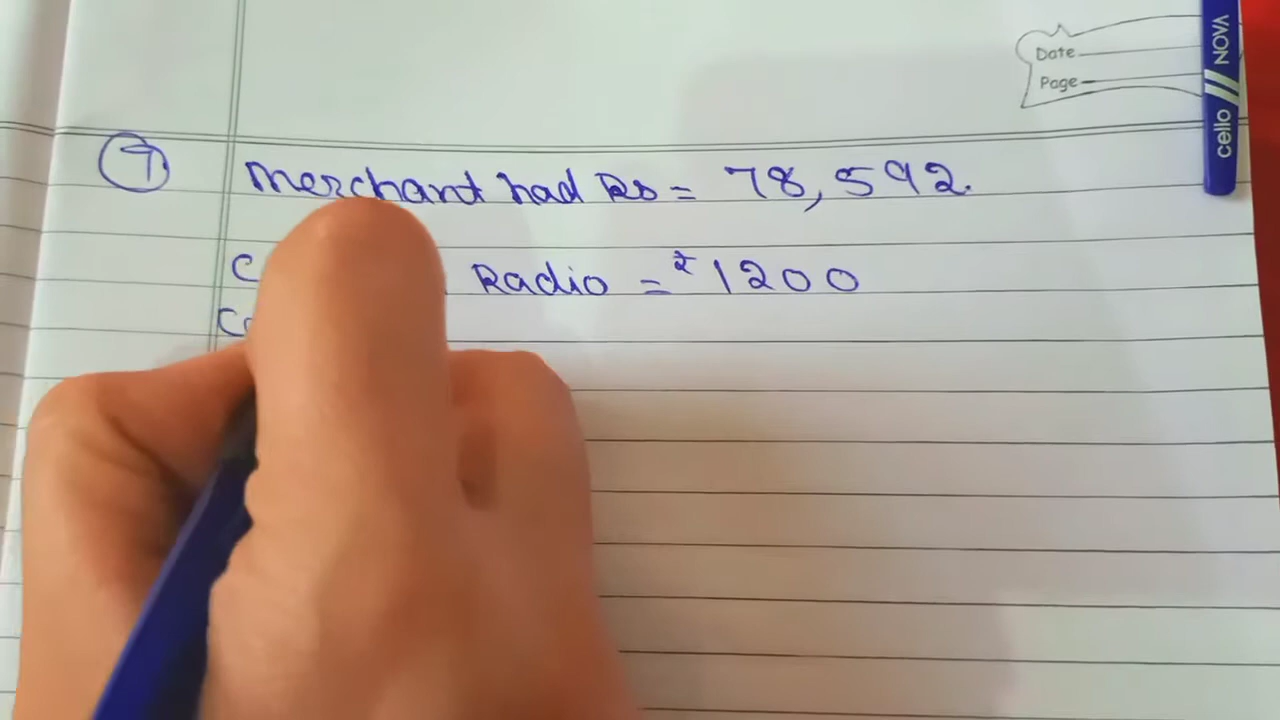 Date
Page
cello NOVA
7 Merchant had Rs = 78,592.
Radio = ₹ 1200